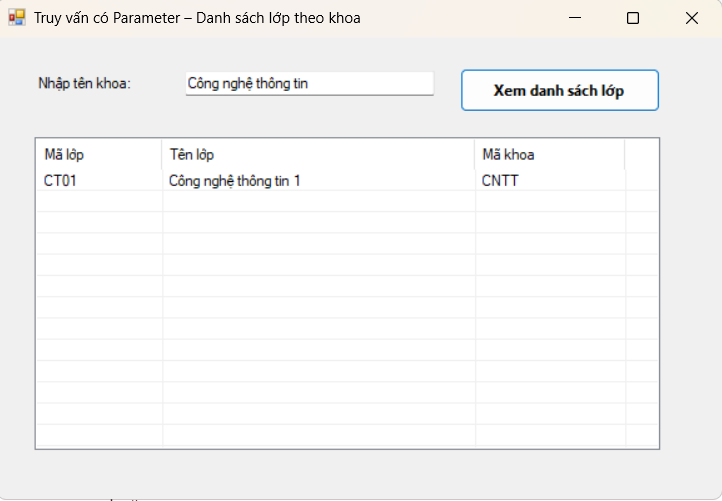 Truy vấn có Parameter – Danh sách lớp theo khoa
Nhập tên khoa: Công nghệ thông tin Xem danh sách lớp
Mã lớp Tên lớp Mã khoa
CT01 Công nghệ thông tin 1 CNTT